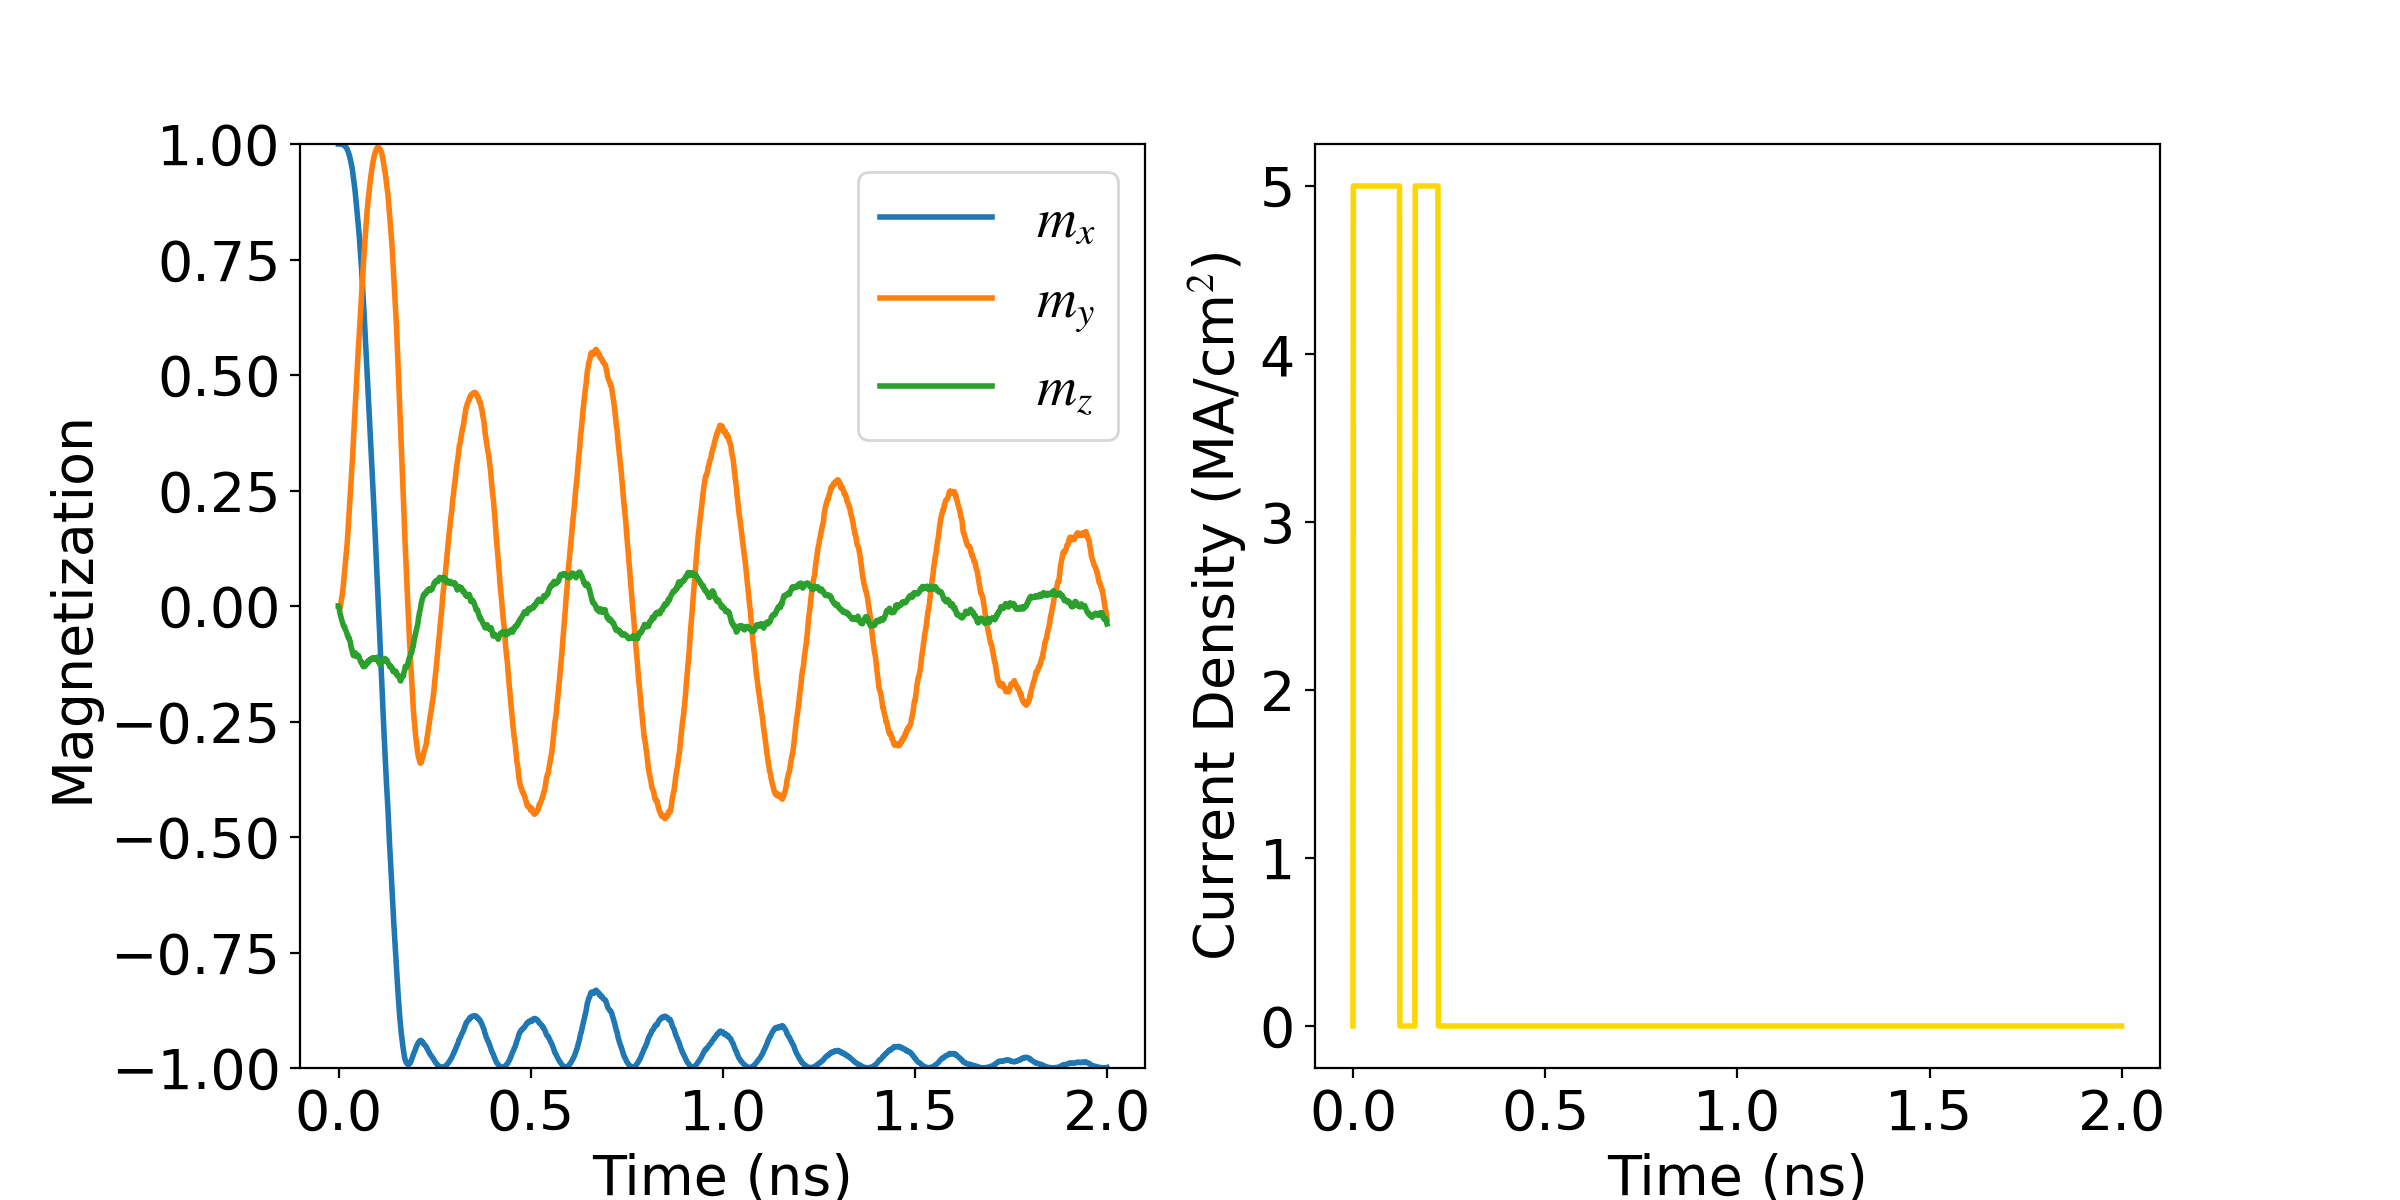 1.00
0.75
0.50
0.25
0.00
−0.25
−0.50
−0.75
−1.00
Magnetization
0.0 0.5 1.0 1.5 2.0
Time (ns)
m_x
m_y
m_z
5
4
3
2
1
0
Current Density (MA/cm²)
0.0 0.5 1.0 1.5 2.0
Time (ns)